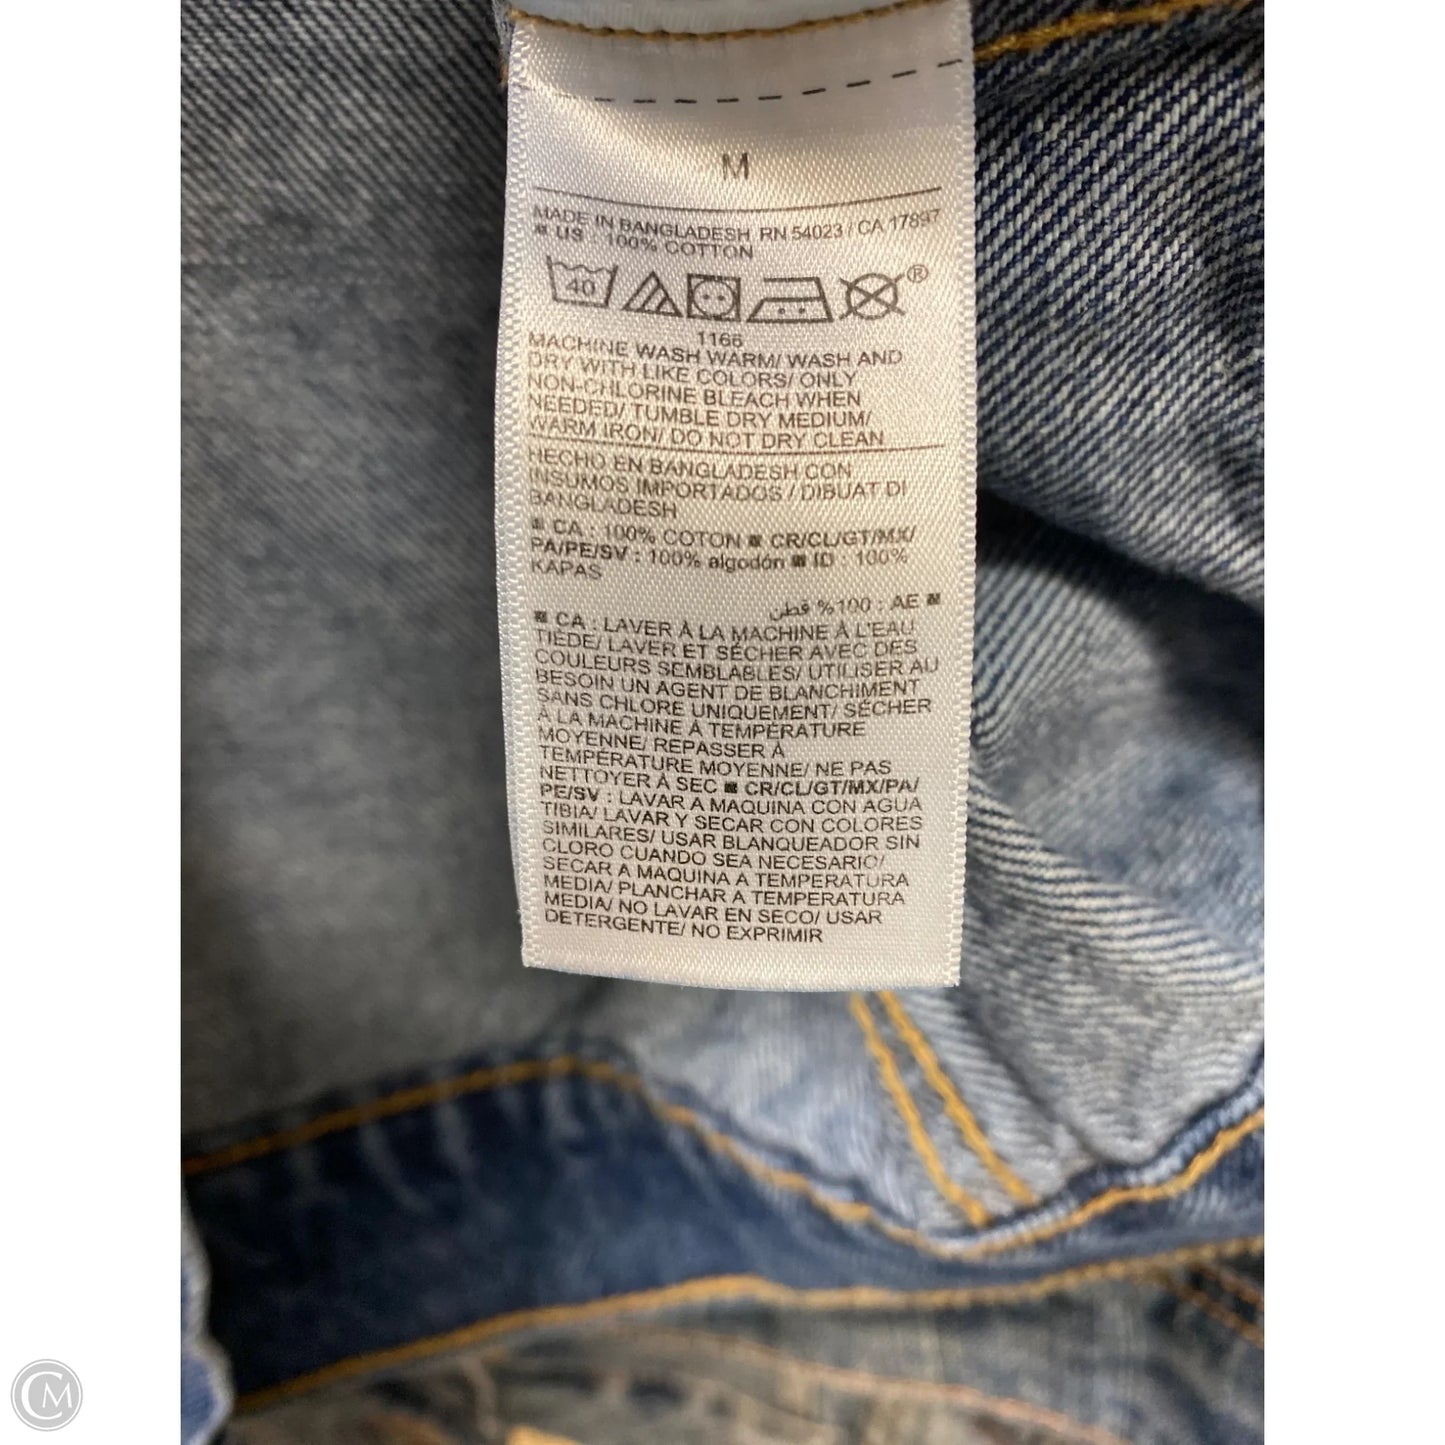 M
MADE IN BANGLADESH RN 54023 / CA 17897
US : 100% COTTON
40
®
1166
MACHINE WASH WARM/ WASH AND
DRY WITH LIKE COLORS/ ONLY
NON-CHLORINE BLEACH WHEN
NEEDED/ TUMBLE DRY MEDIUM/
WARM IRON/ DO NOT DRY CLEAN
HECHO EN BANGLADESH CON
INSUMOS IMPORTADOS / DIBUAT DI
BANGLADESH
CA : 100% COTON ■ CR/CL/GT/MX/
PA/PE/SV : 100% algodón ■ ID : 100%
KAPAS
■ AE : 100% قطن
■ CA : LAVER À LA MACHINE À L'EAU
TIÈDE/ LAVER ET SÉCHER AVEC DES
COULEURS SEMBLABLES/ UTILISER AU
BESOIN UN AGENT DE BLANCHIMENT
SANS CHLORE UNIQUEMENT/ SÉCHER
À LA MACHINE À TEMPÉRATURE
MOYENNE/ REPASSER À
TEMPÉRATURE MOYENNE/ NE PAS
NETTOYER À SEC ■ CR/CL/GT/MX/PA/
PE/SV : LAVAR A MAQUINA CON AGUA
TIBIA/ LAVAR Y SECAR CON COLORES
SIMILARES/ USAR BLANQUEADOR SIN
CLORO CUANDO SEA NECESARIO/
SECAR A MAQUINA A TEMPERATURA
MEDIA/ PLANCHAR A TEMPERATURA
MEDIA/ NO LAVAR EN SECO/ USAR
DETERGENTE/ NO EXPRIMIR
CM